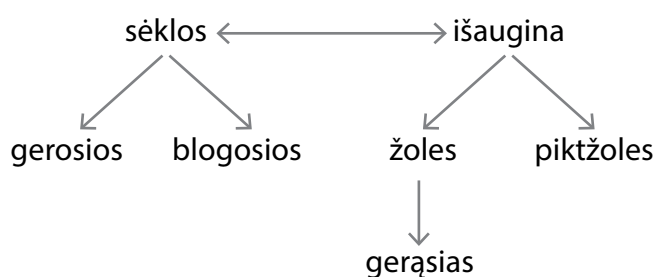 sėklos išaugina
gerosios blogosios žoles piktžoles
gerąsias